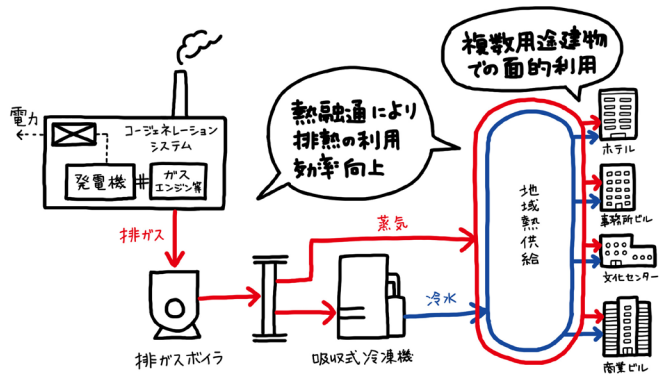 複数用途建物
での面的利用
熱融通により
排熱の利用
効率向上
電力
コージェネレーション
システム
発電機
ガス
エンジン等
排ガス
蒸気
冷水
排ガスボイラ
吸収式冷凍機
地域熱供給
ホテル
事務所ビル
文化センター
商業ビル